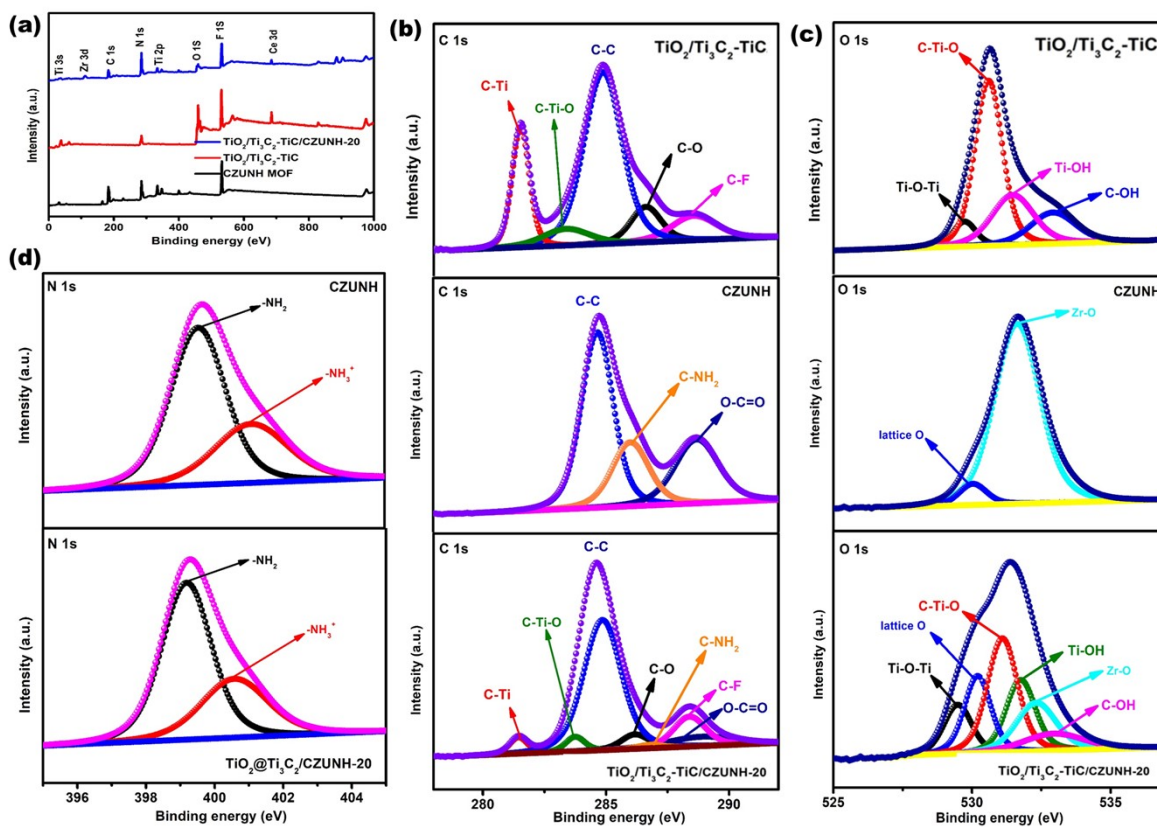 (a)
Ti 3s
Zr 3d
C 1s
N 1s
Ti 2p
O 1S
F 1S
Ce 3d
TiO₂/Ti₃C₂-TiC/CZUNH-20
TiO₂/Ti₃C₂-TiC
CZUNH MOF
Intensity (a.u.)
0 200 400 600 800 1000
Binding energy (eV)
(b)
C 1s
TiO₂/Ti₃C₂-TiC
C-C
C-Ti
C-Ti-O
C-O
C-F
Intensity (a.u.)
C 1s
CZUNH
C-C
C-NH₂
O-C=O
Intensity (a.u.)
C 1s
C-C
C-Ti-O
C-Ti
C-O
C-NH₂
C-F
O-C=O
TiO₂/Ti₃C₂-TiC/CZUNH-20
Intensity (a.u.)
280 285 290
Binding energy (eV)
(c)
O 1s
TiO₂/Ti₃C₂-TiC
C-Ti-O
Ti-OH
Ti-O-Ti
C-OH
Intensity (a.u.)
O 1s
CZUNH
Zr-O
lattice O
Intensity (a.u.)
O 1s
C-Ti-O
lattice O
Ti-O-Ti
Ti-OH
Zr-O
C-OH
TiO₂/Ti₃C₂-TiC/CZUNH-20
Intensity (a.u.)
525 530 535
Binding energy (eV)
(d)
N 1s
CZUNH
-NH₂
-NH₃⁺
Intensity (a.u.)
N 1s
-NH₂
-NH₃⁺
TiO₂@Ti₃C₂/CZUNH-20
Intensity (a.u.)
396 398 400 402 404
Binding energy (eV)